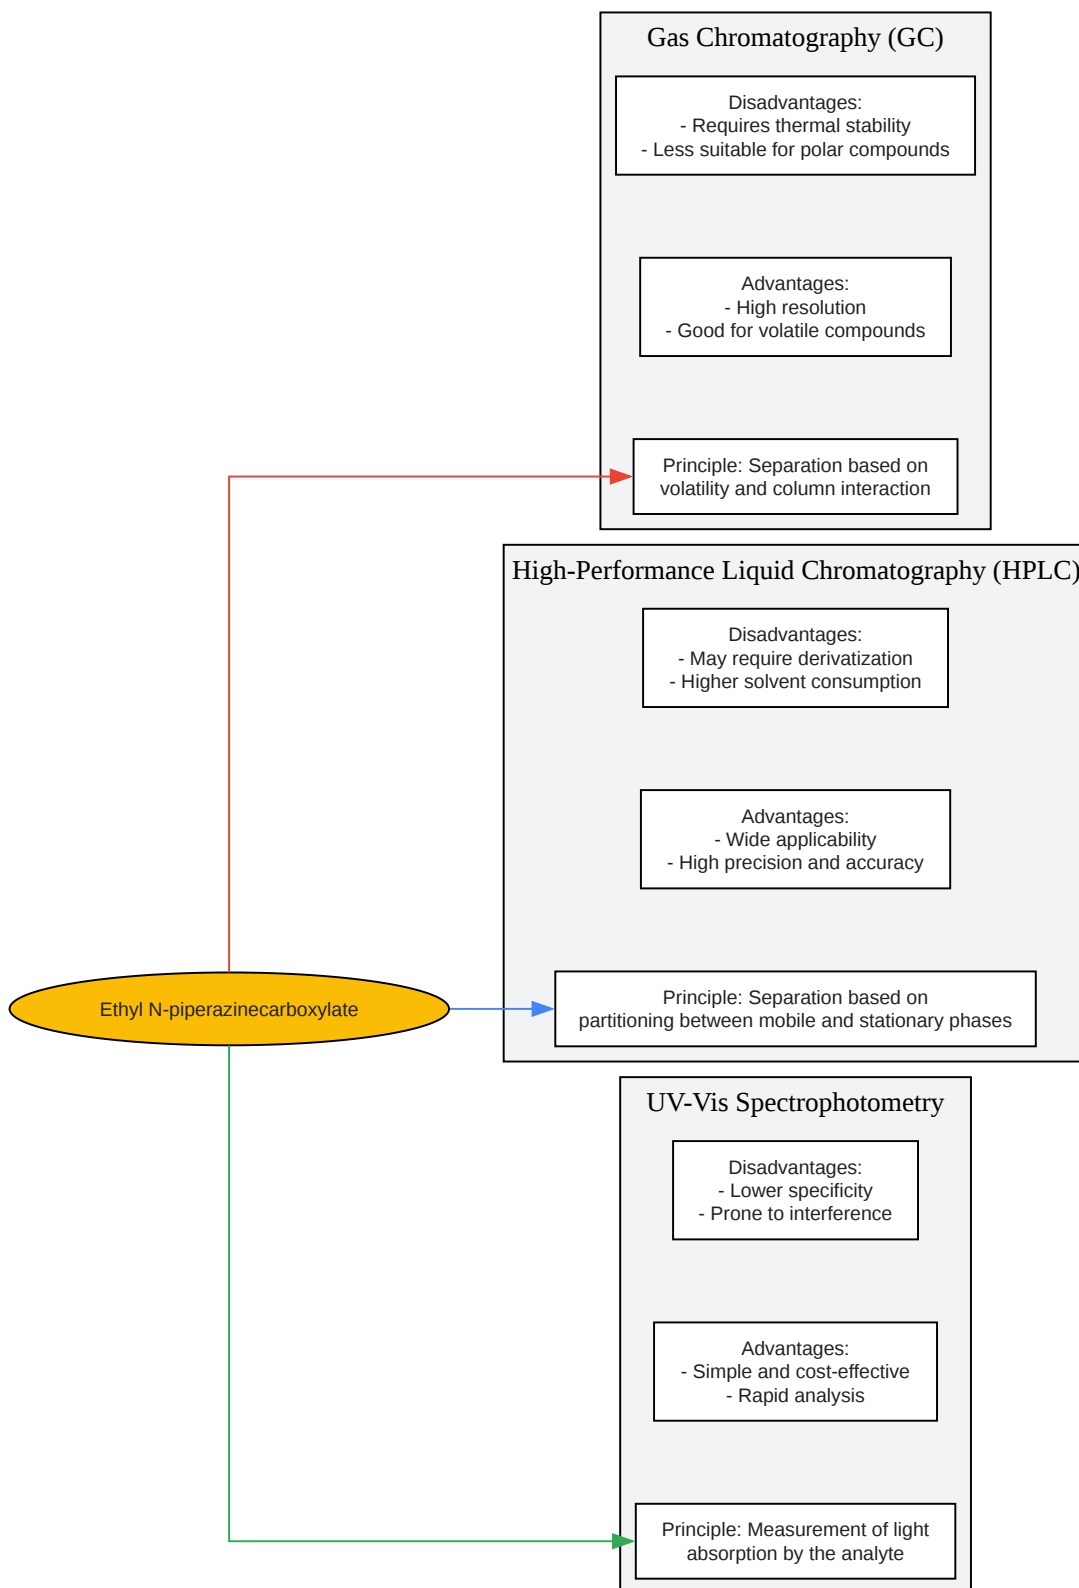 Gas Chromatography (GC)
Disadvantages:
- Requires thermal stability
- Less suitable for polar compounds
Advantages:
- High resolution
- Good for volatile compounds
Principle: Separation based on
volatility and column interaction
High-Performance Liquid Chromatography (HPLC)
Disadvantages:
- May require derivatization
- Higher solvent consumption
Advantages:
- Wide applicability
- High precision and accuracy
Ethyl N-piperazinecarboxylate
Principle: Separation based on
partitioning between mobile and stationary phases
UV-Vis Spectrophotometry
Disadvantages:
- Lower specificity
- Prone to interference
Advantages:
- Simple and cost-effective
- Rapid analysis
Principle: Measurement of light
absorption by the analyte